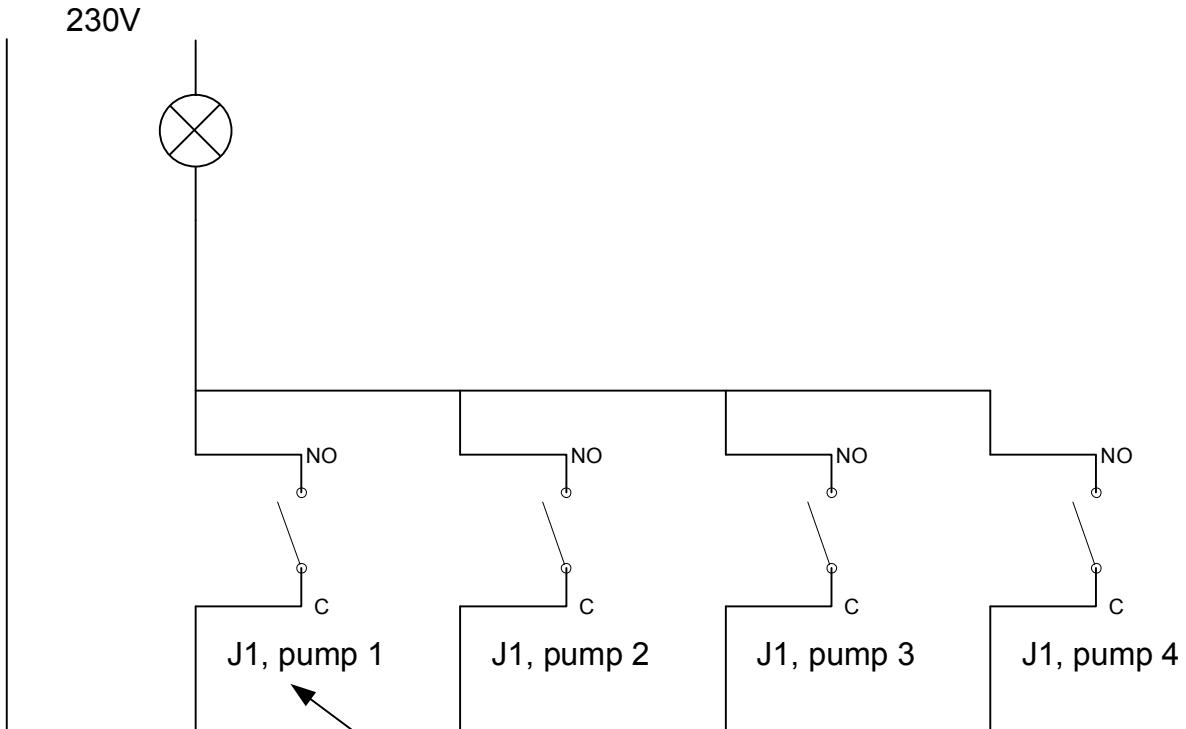 230V
NO
NO
NO
NO
C
C
C
C
J1, pump 1
J1, pump 2
J1, pump 3
J1, pump 4